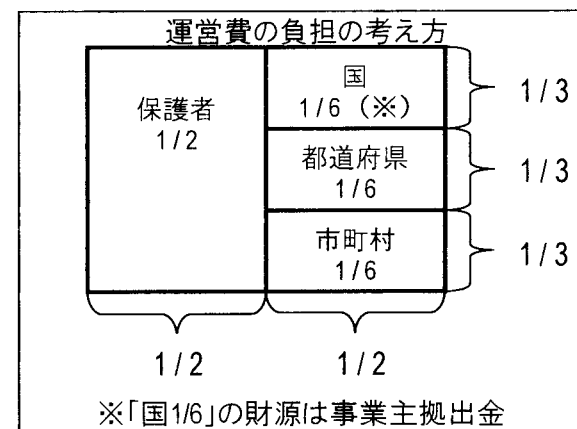 運営費の負担の考え方
保護者
1/2
国
1/6（※）
都道府県
1/6
市町村
1/6
1/3
1/3
1/3
1/2
1/2
※「国1/6」の財源は事業主拠出金